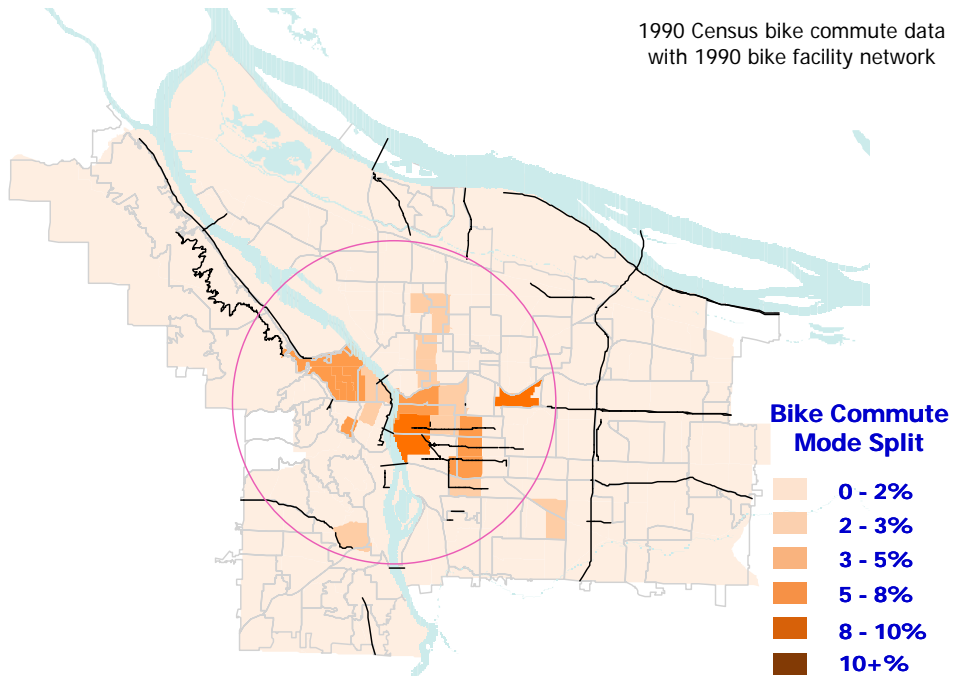 1990 Census bike commute data
with 1990 bike facility network
Bike Commute
Mode Split
0 - 2%
2 - 3%
3 - 5%
5 - 8%
8 - 10%
10+%